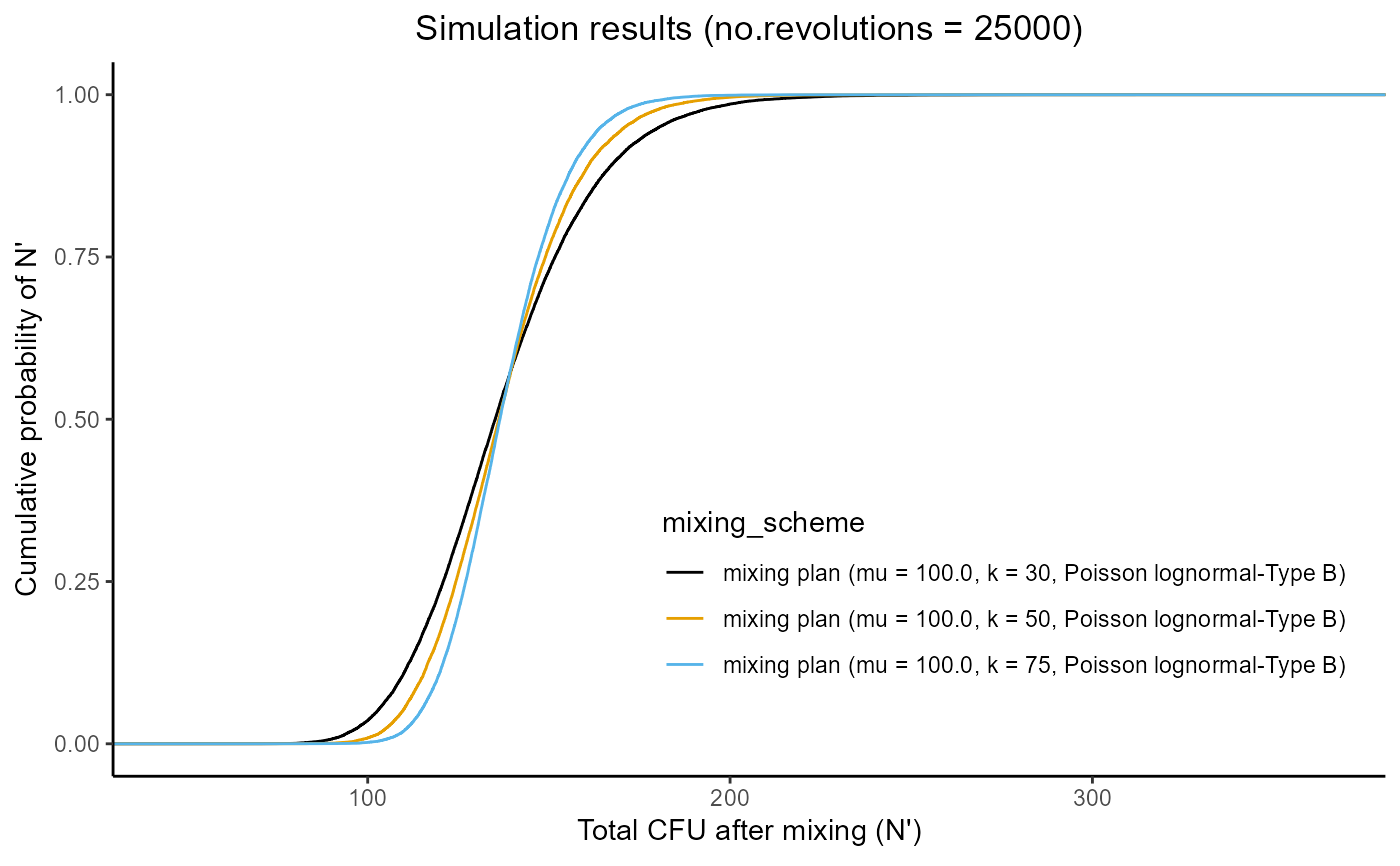 Simulation results (no.revolutions = 25000)
Cumulative probability of N'
1.00
0.75
0.50
0.25
0.00
mixing_scheme
mixing plan (mu = 100.0, k = 30, Poisson lognormal-Type B)
mixing plan (mu = 100.0, k = 50, Poisson lognormal-Type B)
mixing plan (mu = 100.0, k = 75, Poisson lognormal-Type B)
100
200
300
Total CFU after mixing (N')